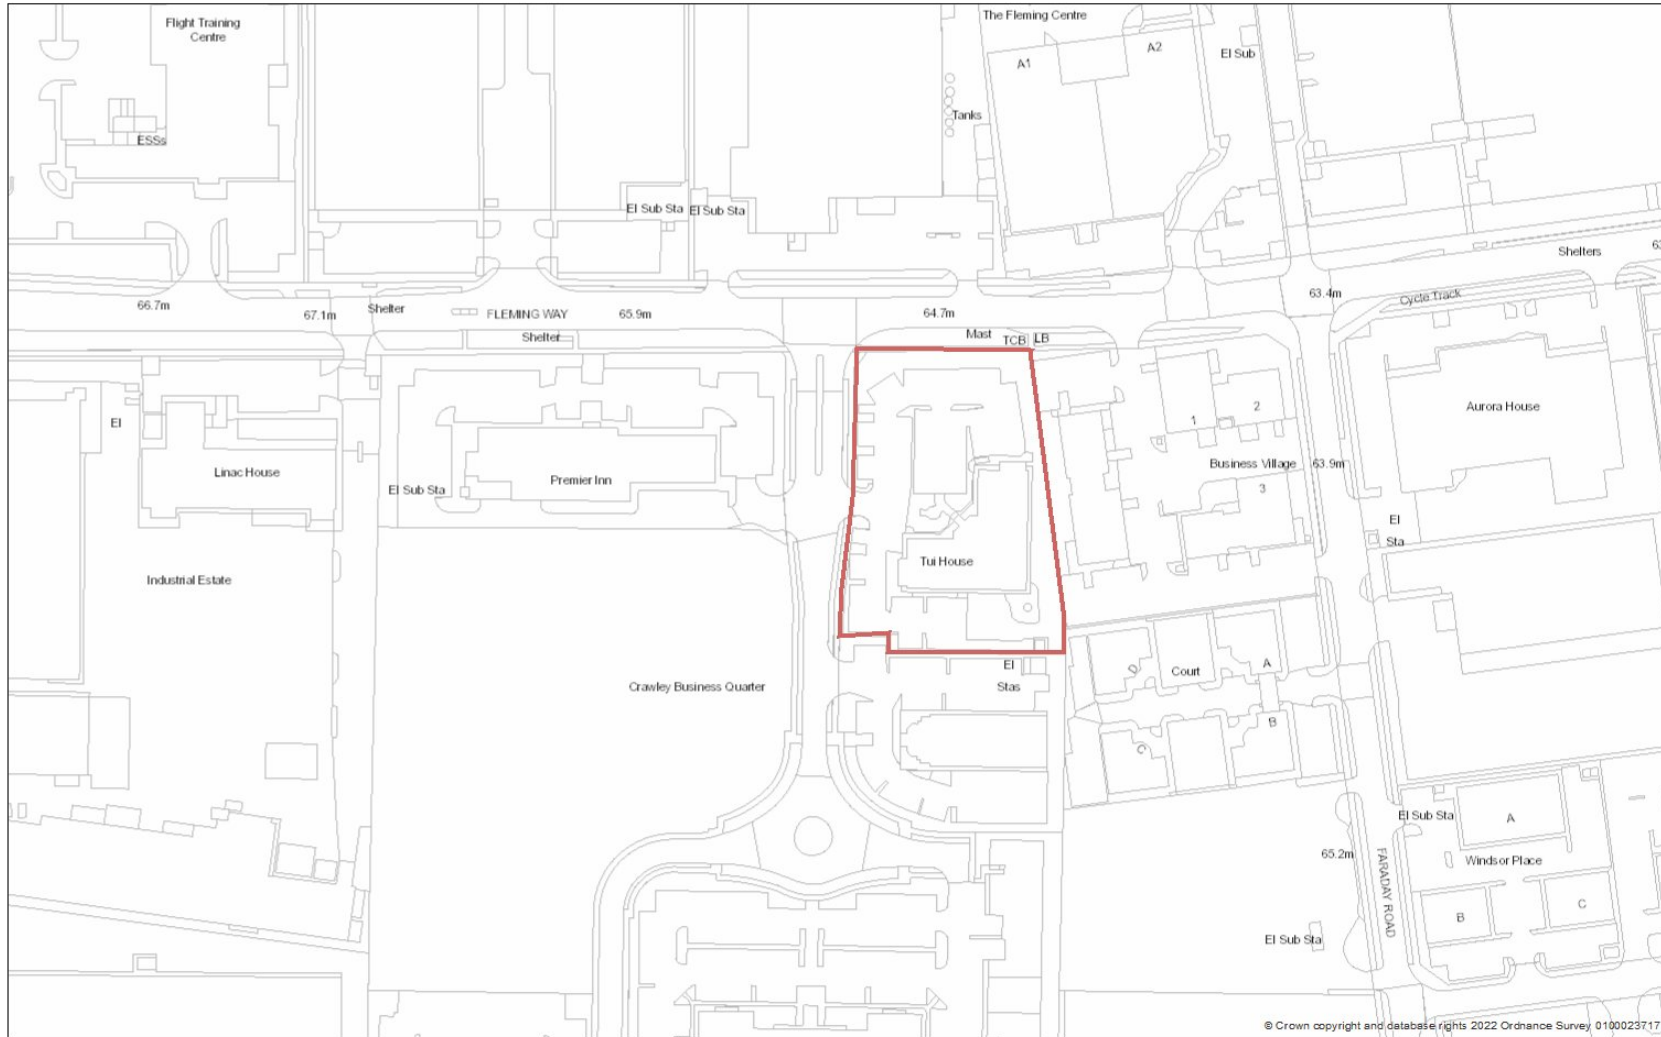 The Fleming Centre
Flight Training
Centre
A1
A2
El Sub
Tanks
ESSs
El Sub Sta
El Sub Sta
Shelters
66.7m
67.1m
Shelter
FLEMING WAY
65.9m
64.7m
63.4m
Cycle Track
Shelter
Mast
TCB
LB
El
1
2
Aurora House
Linac House
Premier Inn
El Sub Sta
Business Village
63.9m
3
El
Sta
Tui House
Industrial Estate
El
Stas
D
Court
A
Crawley Business Quarter
B
C
El Sub Sta
A
65.2m
FARADAY ROAD
Windsor Place
B
C
El Sub Sta
© Crown copyright and database rights 2022 Ordnance Survey 0100023717